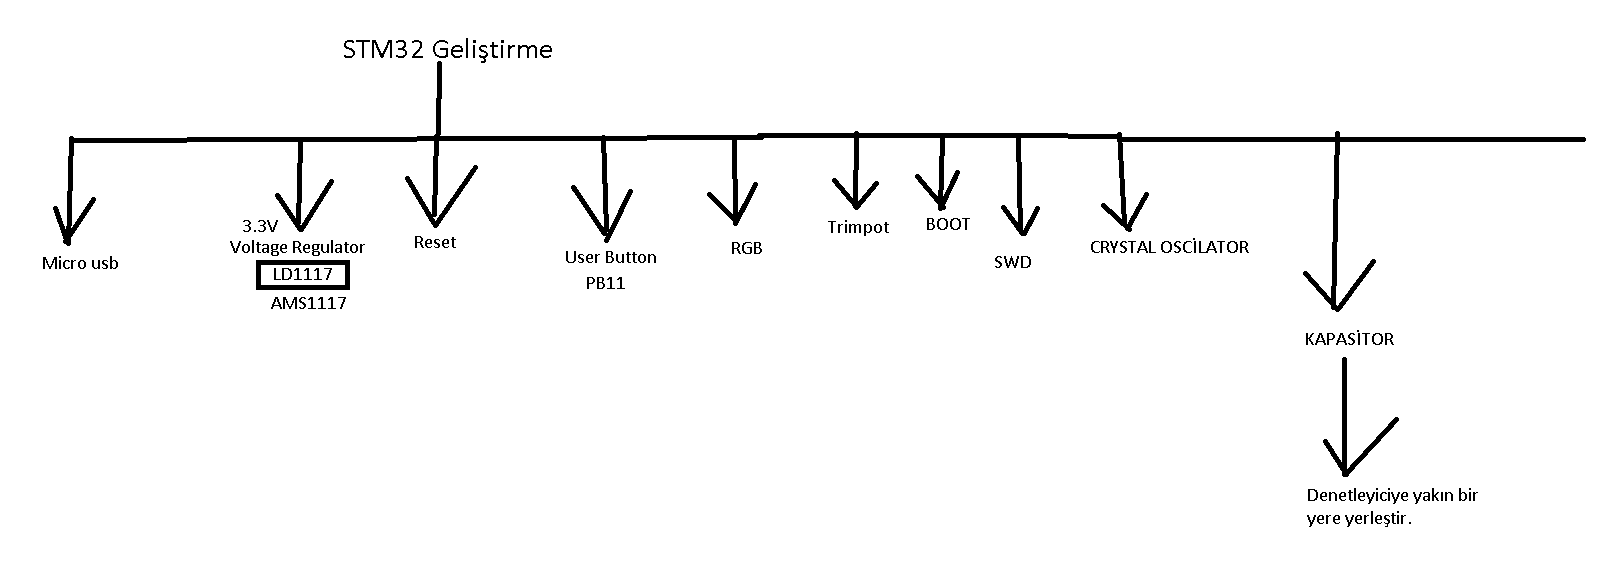 STM32 Geliştirme
Micro usb
3.3V
Voltage Regulator
LD1117
AMS1117
Reset
User Button
PB11
RGB
Trimpot
BOOT
SWD
CRYSTAL OSCİLATOR
KAPASİTOR
Denetleyiciye yakın bir
yere yerleştir.